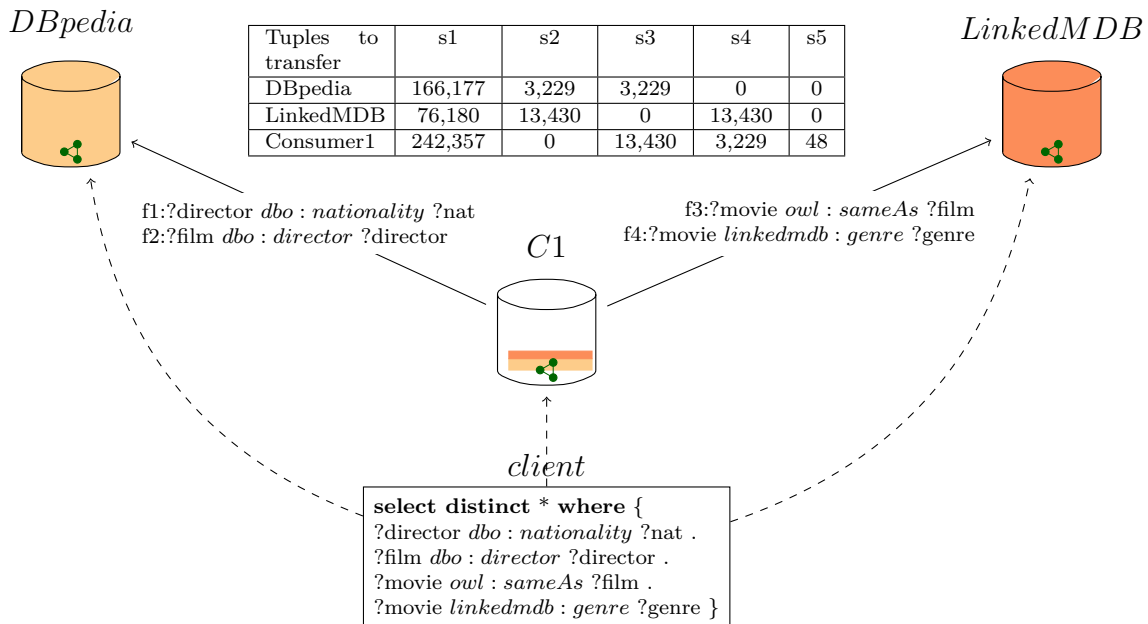 DBpedia
LinkedMDB
Tuples to transfer s1 s2 s3 s4 s5
DBpedia 166,177 3,229 3,229 0 0
LinkedMDB 76,180 13,430 0 13,430 0
Consumer1 242,357 0 13,430 3,229 48
f1:?director dbo : nationality ?nat
f2:?film dbo : director ?director
f3:?movie owl : sameAs ?film
f4:?movie linkedmdb : genre ?genre
C1
client
select distinct * where {
?director dbo : nationality ?nat .
?film dbo : director ?director .
?movie owl : sameAs ?film .
?movie linkedmdb : genre ?genre }